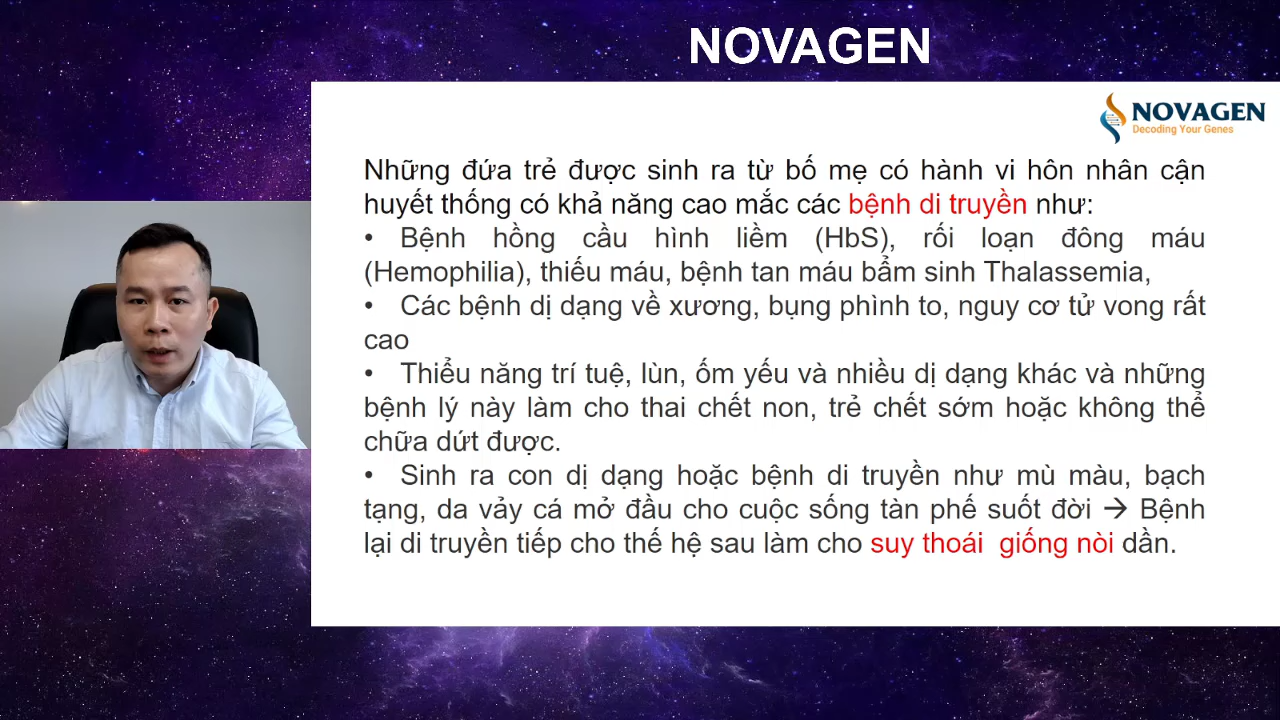 NOVAGEN
NOVAGEN
Decoding Your Genes
Những đứa trẻ được sinh ra từ bố mẹ có hành vi hôn nhân cận
huyết thống có khả năng cao mắc các bệnh di truyền như:
• Bệnh hồng cầu hình liềm (HbS), rối loạn đông máu
(Hemophilia), thiếu máu, bệnh tan máu bẩm sinh Thalassemia,
• Các bệnh dị dạng về xương, bụng phình to, nguy cơ tử vong rất
cao
• Thiểu năng trí tuệ, lùn, ốm yếu và nhiều dị dạng khác và những
bệnh lý này làm cho thai chết non, trẻ chết sớm hoặc không thể
chữa dứt được.
• Sinh ra con dị dạng hoặc bệnh di truyền như mù màu, bạch
tạng, da vảy cá mở đầu cho cuộc sống tàn phế suốt đời → Bệnh
lại di truyền tiếp cho thế hệ sau làm cho suy thoái giống nòi dần.